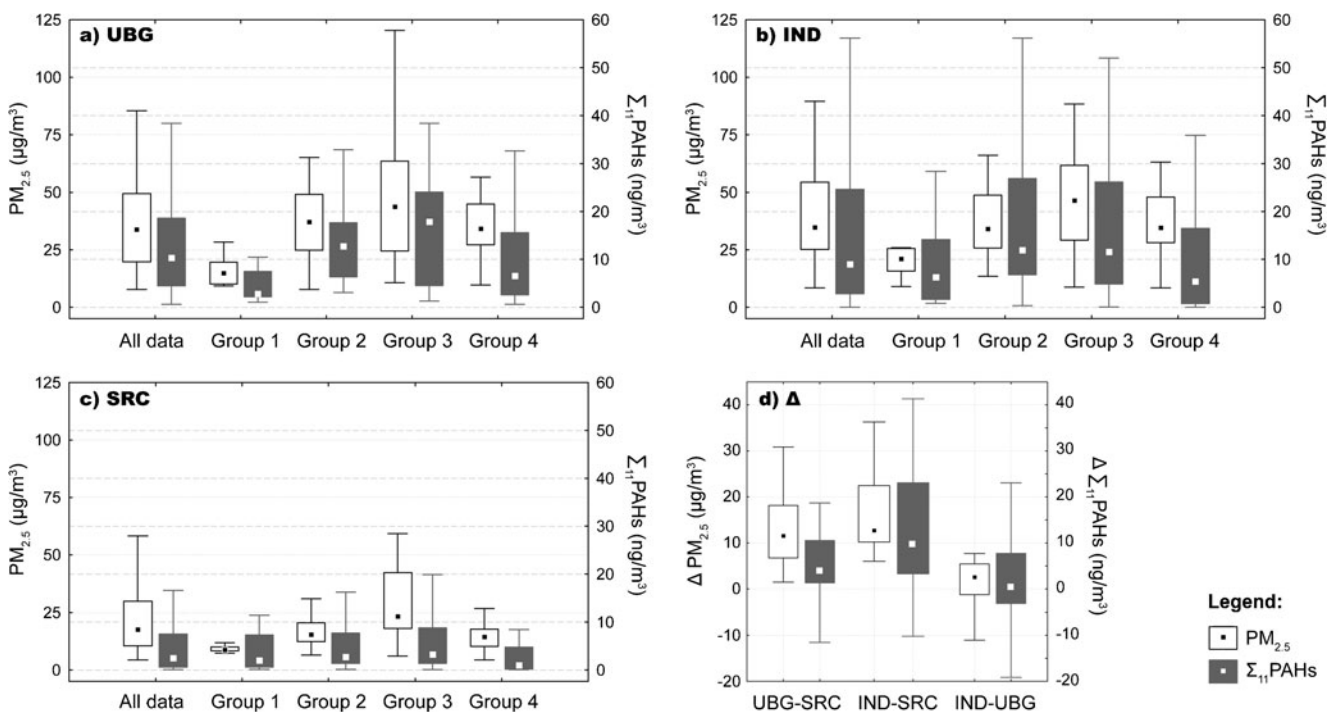 a) UBG
PM2.5 (µg/m³)
125
100
75
50
25
0
60
50
40
30
20
10
0
Σ11PAHs (ng/m³)
All data Group 1 Group 2 Group 3 Group 4
b) IND
PM2.5 (µg/m³)
125
100
75
50
25
0
60
50
40
30
20
10
0
Σ11PAHs (ng/m³)
All data Group 1 Group 2 Group 3 Group 4
c) SRC
PM2.5 (µg/m³)
125
100
75
50
25
0
60
50
40
30
20
10
0
Σ11PAHs (ng/m³)
All data Group 1 Group 2 Group 3 Group 4
d) Δ
Δ PM2.5 (µg/m³)
40
30
20
10
0
-10
-20
40
30
20
10
0
-10
-20
Δ Σ11PAHs (ng/m³)
UBG-SRC IND-SRC IND-UBG
Legend:
PM2.5
Σ11PAHs